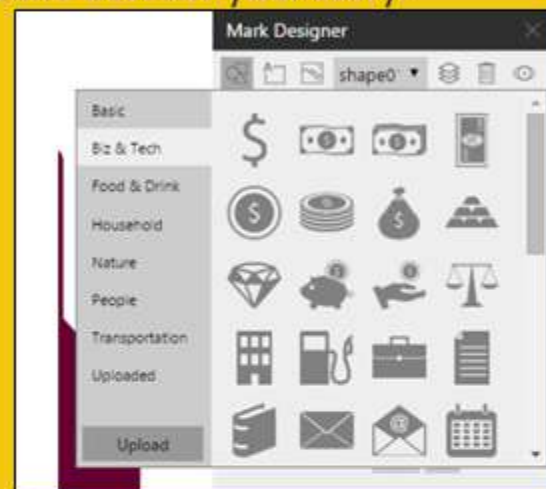 Mark Designer
shape0
Basic
Biz & Tech
Food & Drink
Household
Nature
People
Transportation
Uploaded
Upload